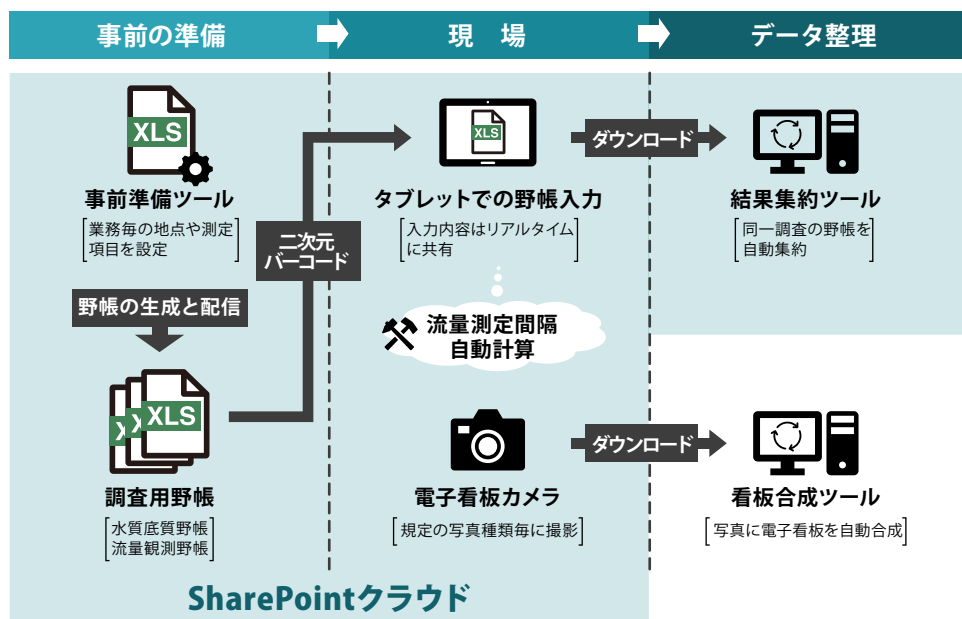 事前の準備
現　場
データ整理
XLS
事前準備ツール
業務毎の地点や測定
項目を設定
野帳の生成と配信
X
X
XLS
調査用野帳
水質底質野帳
流量観測野帳
二次元
バーコード
XLS
タブレットでの野帳入力
入力内容はリアルタイム
に共有
流量測定間隔
自動計算
電子看板カメラ
規定の写真種類毎に撮影
ダウンロード
結果集約ツール
同一調査の野帳を
自動集約
ダウンロード
看板合成ツール
写真に電子看板を自動合成
SharePointクラウド